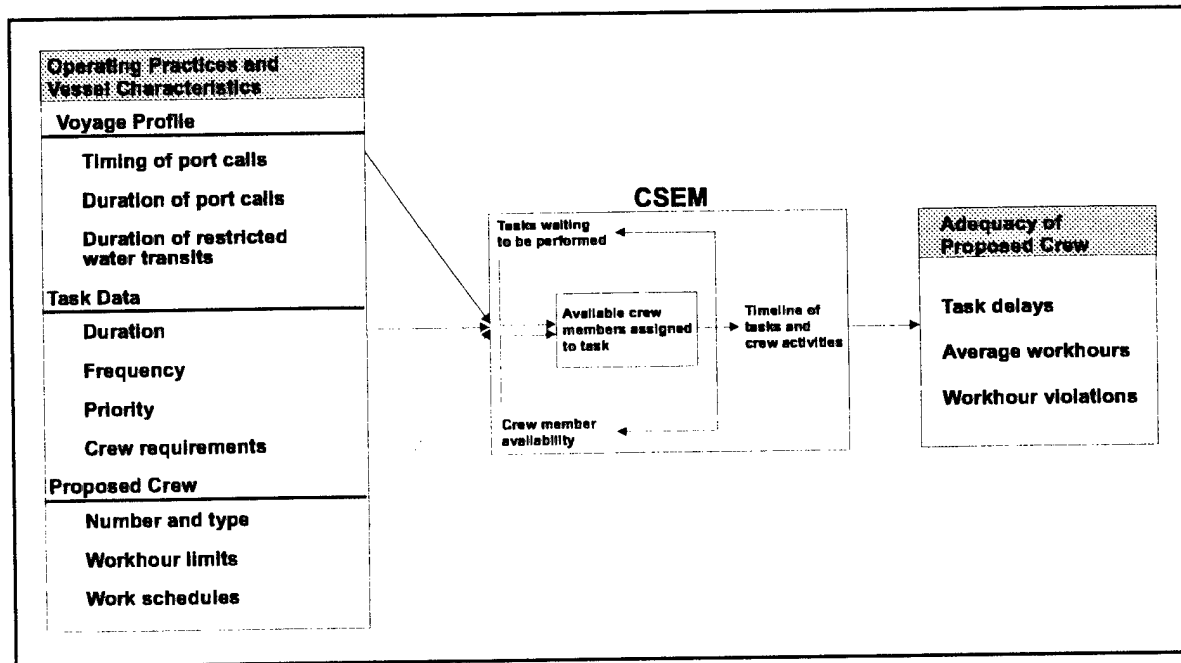 Operating Practices and
Vessel Characteristics
Voyage Profile
Timing of port calls
Duration of port calls
Duration of restricted
water transits
Task Data
Duration
Frequency
Priority
Crew requirements
Proposed Crew
Number and type
Workhour limits
Work schedules
CSEM
Tasks waiting
to be performed
Available crew
members assigned
to task
Timeline of
tasks and
crew activities
Crew member
availability
Adequacy of
Proposed Crew
Task delays
Average workhours
Workhour violations